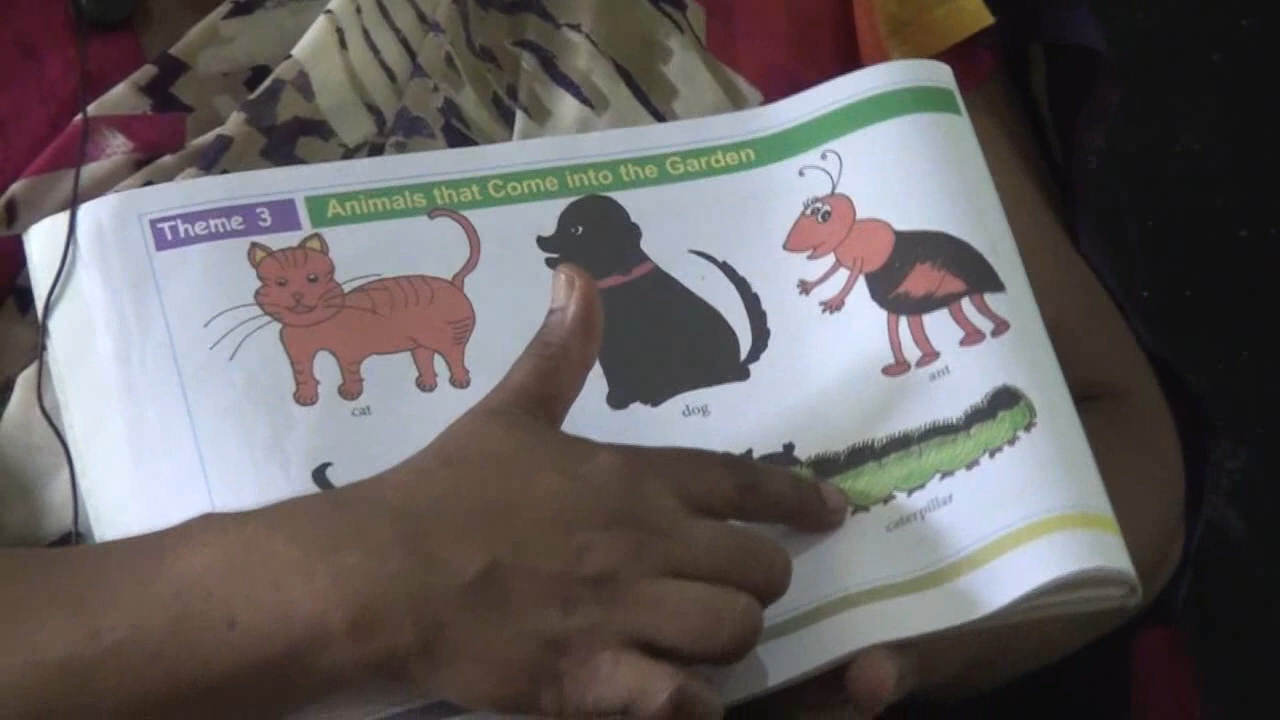 Theme 3 Animals that Come into the Garden
cat
dog
ant
caterpillar